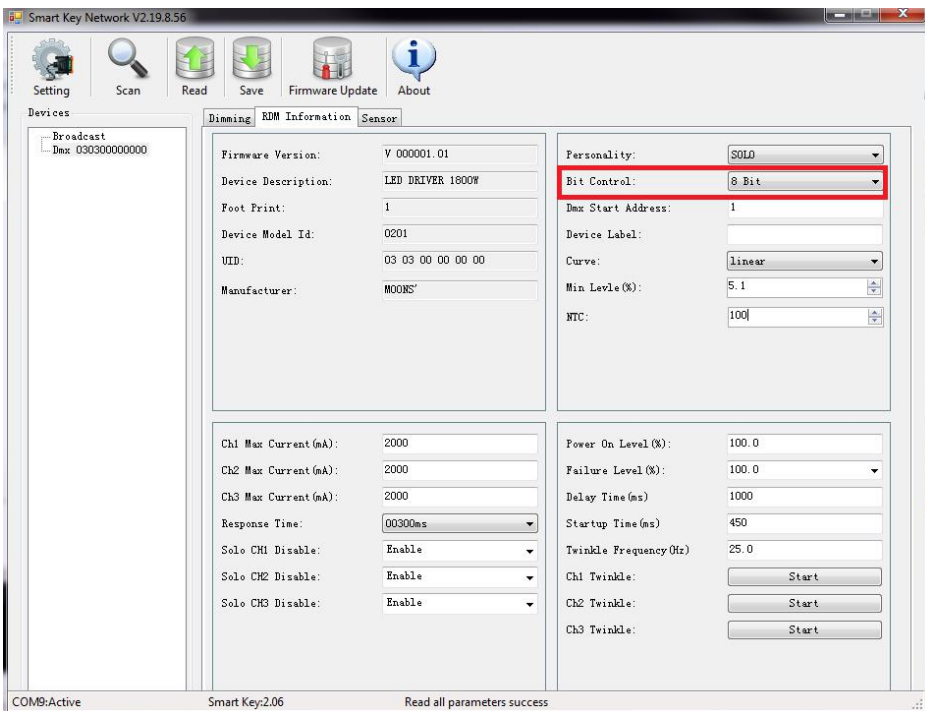 Smart Key Network V2.19.8.56
Setting Scan Read Save Firmware Update About
Devices
Broadcast
Dmx 030300000000
Dimming RDM Information Sensor
Firmware Version: V 000001.01
Device Description: LED DRIVER 1800W
Foot Print: 1
Device Model Id: 0201
UID: 03 03 00 00 00 00
Manufacturer: MOONS'
Personality: SOLO
Bit Control: 8 Bit
Dmx Start Address: 1
Device Label:
Curve: linear
Min Levle(%): 5.1
NTC: 100
Ch1 Max Current(mA): 2000
Ch2 Max Current(mA): 2000
Ch3 Max Current(mA): 2000
Response Time: 00300ms
Solo CH1 Disable: Enable
Solo CH2 Disable: Enable
Solo CH3 Disable: Enable
Power On Level(%): 100.0
Failure Level(%): 100.0
Delay Time(ms) 1000
Startup Time(ms) 450
Twinkle Frequency(Hz) 25.0
Ch1 Twinkle: Start
Ch2 Twinkle: Start
Ch3 Twinkle: Start
COM9:Active Smart Key:2.06 Read all parameters success